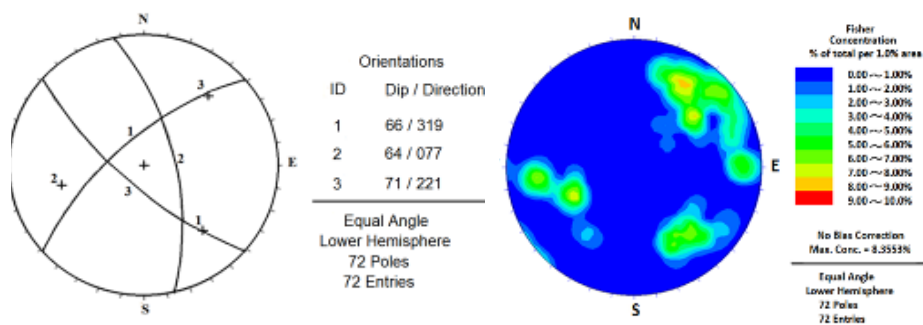 N
E
S
1
2
3
1
2
3
Orientations
ID Dip / Direction
1 66 / 319
2 64 / 077
3 71 / 221
Equal Angle
Lower Hemisphere
72 Poles
72 Entries
N
E
S
Fisher
Concentration
% of total per 1.0% area
0.00 ~ 1.00%
1.00 ~ 2.00%
2.00 ~ 3.00%
3.00 ~ 4.00%
4.00 ~ 5.00%
5.00 ~ 6.00%
6.00 ~ 7.00%
7.00 ~ 8.00%
8.00 ~ 9.00%
9.00 ~ 10.0%
No Bias Correction
Max. Conc. = 8.3553%
Equal Angle
Lower Hemisphere
72 Poles
72 Entries